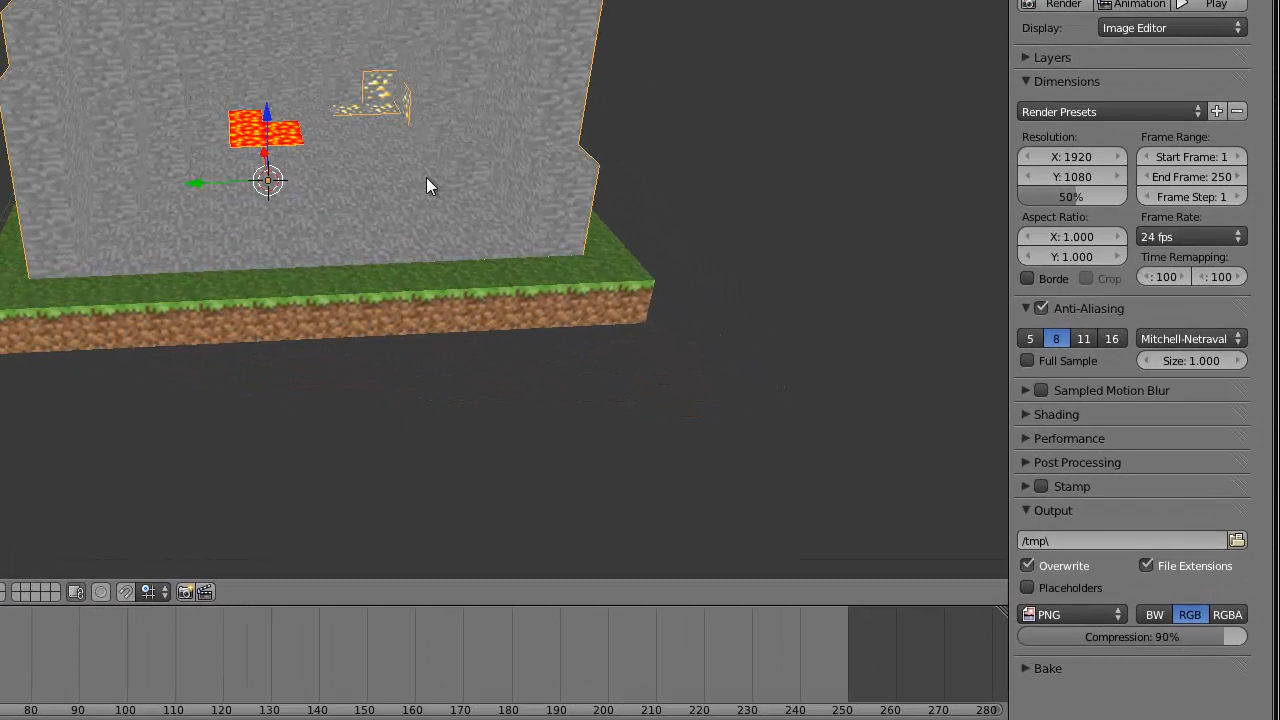 Render Animation Play
Display: Image Editor
Layers
Dimensions
Render Presets
Resolution: Frame Range:
X: 1920 Start Frame: 1
Y: 1080 End Frame: 250
50% Frame Step: 1
Aspect Ratio: Frame Rate:
X: 1.000 24 fps
Y: 1.000 Time Remapping:
Borde Crop : 100 : 100
Anti-Aliasing
5 8 11 16 Mitchell-Netraval
Full Sample Size: 1.000
Sampled Motion Blur
Shading
Performance
Post Processing
Stamp
Output
/tmp\
Overwrite File Extensions
Placeholders
PNG BW RGB RGBA
Compression: 90%
Bake
80 90 100 110 120 130 140 150 160 170 180 190 200 210 220 230 240 250 260 270 280